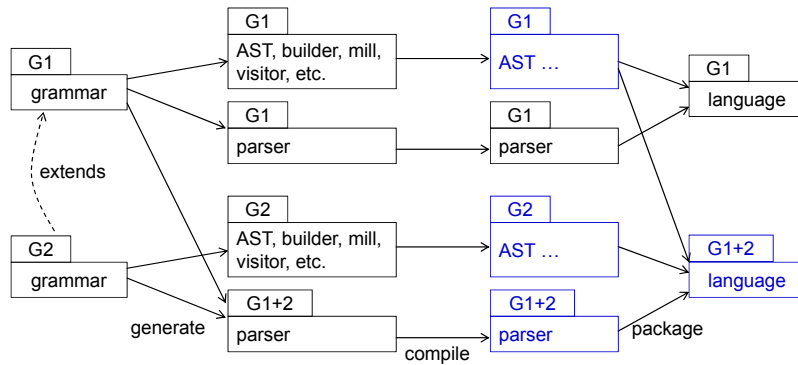 G1
grammar
extends
G2
grammar
G1
AST, builder, mill,
visitor, etc.
G1
parser
G2
AST, builder, mill,
visitor, etc.
G1+2
parser
generate
compile
G1
AST …
G1
parser
G2
AST …
G1+2
parser
package
G1
language
G1+2
language